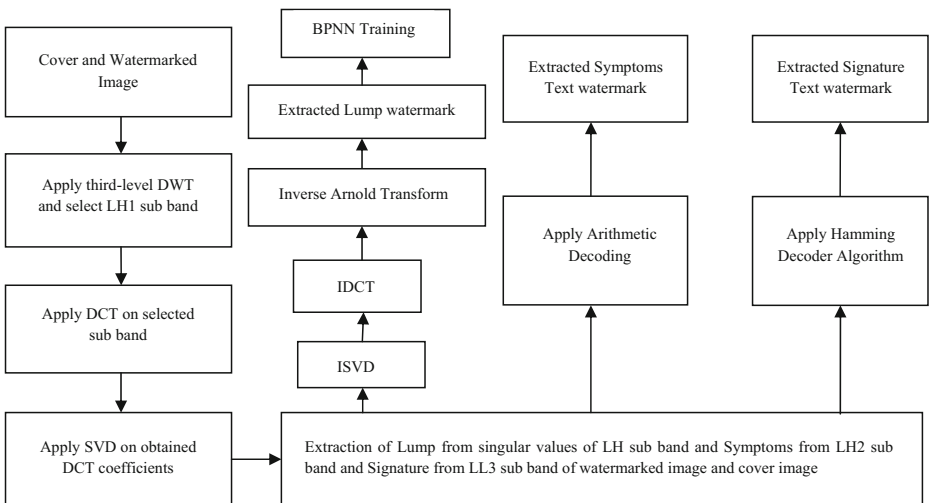 Cover and Watermarked
Image
Apply third-level DWT
and select LH1 sub band
Apply DCT on selected
sub band
Apply SVD on obtained
DCT coefficients
Extraction of Lump from singular values of LH sub band and Symptoms from LH2 sub
band and Signature from LL3 sub band of watermarked image and cover image
ISVD
IDCT
Inverse Arnold Transform
Extracted Lump watermark
BPNN Training
Apply Arithmetic
Decoding
Extracted Symptoms
Text watermark
Apply Hamming
Decoder Algorithm
Extracted Signature
Text watermark